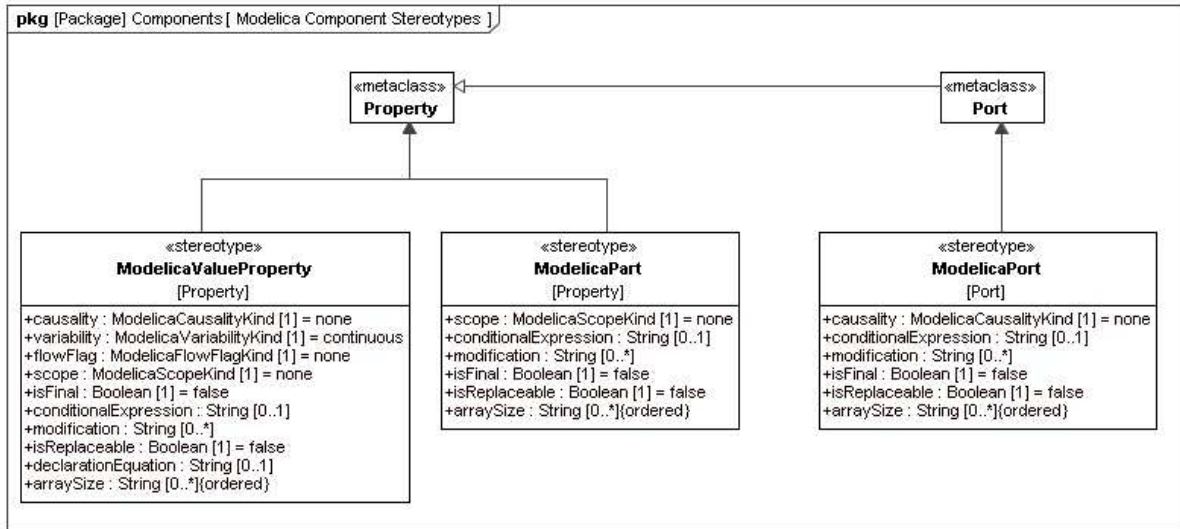 pkg [Package] Components [ Modelica Component Stereotypes ]
«metaclass»
Property
«metaclass»
Port
«stereotype»
ModelicaValueProperty
[Property]
+causality : ModelicaCausalityKind [1] = none
+variability : ModelicaVariabilityKind [1] = continuous
+flowFlag : ModelicaFlowFlagKind [1] = none
+scope : ModelicaScopeKind [1] = none
+isFinal : Boolean [1] = false
+conditionalExpression : String [0..1]
+modification : String [0..*]
+isReplaceable : Boolean [1] = false
+declarationEquation : String [0..1]
+arraySize : String [0..*]{ordered}
«stereotype»
ModelicaPart
[Property]
+scope : ModelicaScopeKind [1] = none
+conditionalExpression : String [0..1]
+modification : String [0..*]
+isFinal : Boolean [1] = false
+isReplaceable : Boolean [1] = false
+arraySize : String [0..*]{ordered}
«stereotype»
ModelicaPort
[Port]
+causality : ModelicaCausalityKind [1] = none
+conditionalExpression : String [0..1]
+modification : String [0..*]
+isFinal : Boolean [1] = false
+isReplaceable : Boolean [1] = false
+arraySize : String [0..*]{ordered}